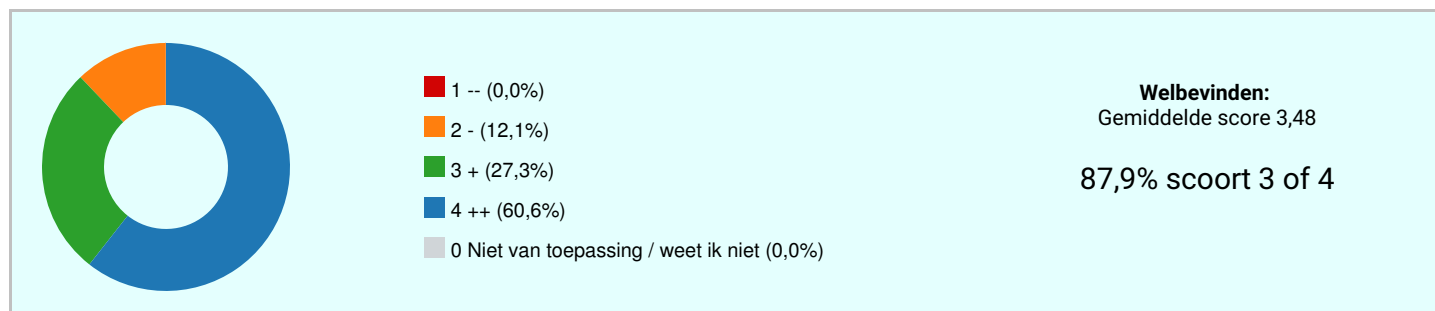 1 -- (0,0%)
2 - (12,1%)
3 + (27,3%)
4 ++ (60,6%)
0 Niet van toepassing / weet ik niet (0,0%)
Welbevinden:
Gemiddelde score 3,48
87,9% scoort 3 of 4